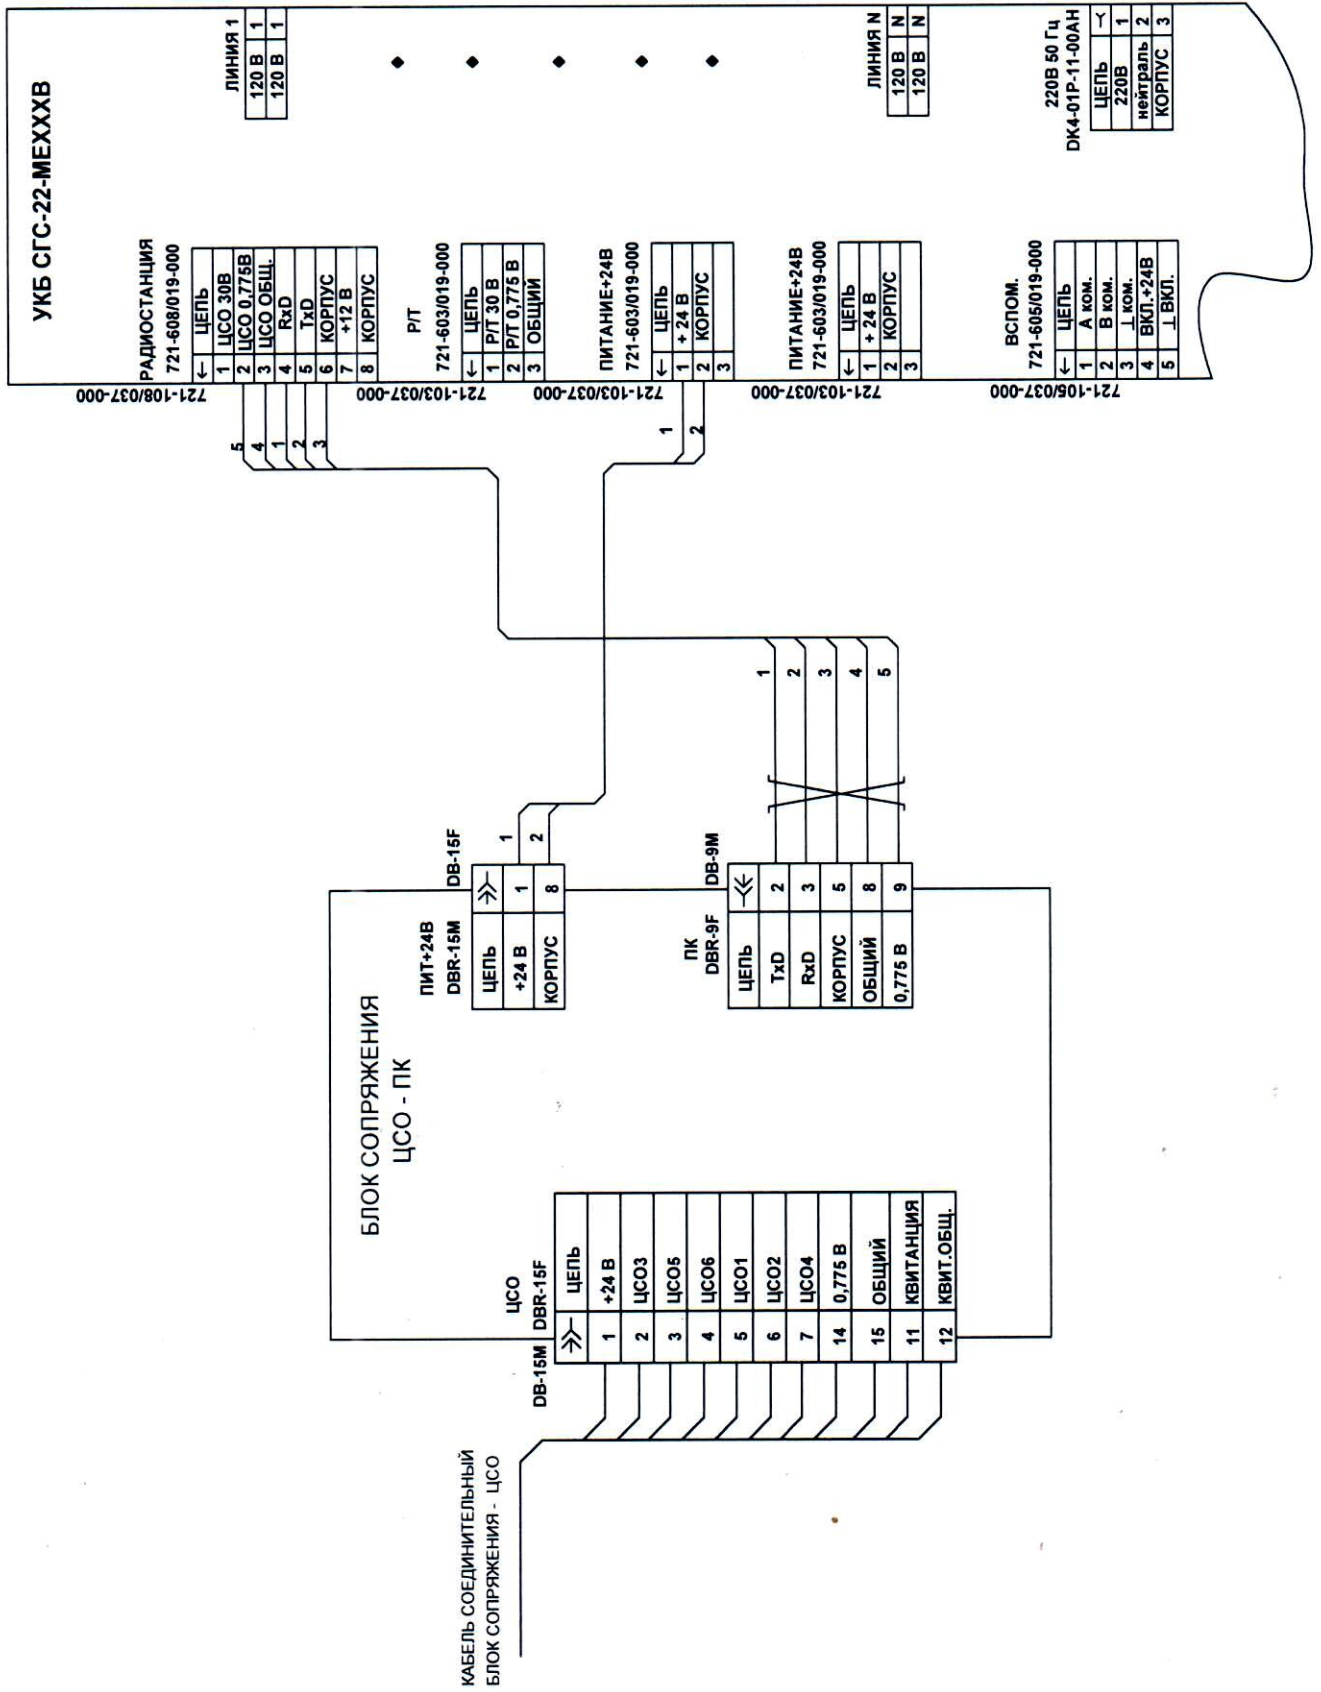 УКБ СГС-22-МЕХХХВ
РАДИОСТАНЦИЯ
721-608/019-000
← ЦЕПЬ
1 ЦСО 30В
2 ЦСО 0,775В
3 ЦСО ОБЩ.
4 RxD
5 TxD
6 КОРПУС
7 +12 В
8 КОРПУС
721-108/037-000
5
4
1
2
3
Р/Т
721-603/019-000
← ЦЕПЬ
1 Р/Т 30 В
2 Р/Т 0,775 В
3 ОБЩИЙ
721-103/037-000
ПИТАНИЕ+24В
721-603/019-000
← ЦЕПЬ
1 + 24 В
2 КОРПУС
3
721-103/037-000
1
2
ПИТАНИЕ+24В
721-603/019-000
← ЦЕПЬ
1 + 24 В
2 КОРПУС
3
721-103/037-000
ВСПОМ.
721-605/019-000
← ЦЕПЬ
1 А ком.
2 В ком.
3 ⊥ ком.
4 ВКЛ.+24В
5 ⊥ ВКЛ.
721-105/037-000
ЛИНИЯ 1
120 В 1
120 В 1
ЛИНИЯ N
120 В N
120 В N
220В 50 Гц
DK4-01P-11-00АН
ЦЕПЬ
220В 1
нейтраль 2
КОРПУС 3
БЛОК СОПРЯЖЕНИЯ
ЦСО - ПК
ПИТ+24В
DBR-15M DB-15F
ЦЕПЬ
+24 В 1
КОРПУС 8
1
2
ПК
DBR-9F DB-9M
ЦЕПЬ
TxD 2
RxD 3
КОРПУС 5
ОБЩИЙ 8
0,775 В 9
1
2
3
4
5
ЦСО
DB-15M DBR-15F
ЦЕПЬ
1 +24 В
2 ЦСО3
3 ЦСО5
4 ЦСО6
5 ЦСО1
6 ЦСО2
7 ЦСО4
14 0,775 В
15 ОБЩИЙ
11 КВИТАНЦИЯ
12 КВИТ.ОБЩ.
КАБЕЛЬ СОЕДИНИТЕЛЬНЫЙ
БЛОК СОПРЯЖЕНИЯ - ЦСО